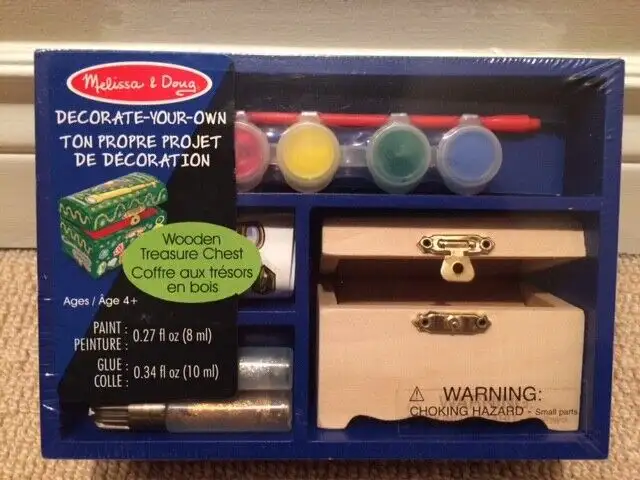 Melissa & Doug
DECORATE-YOUR-OWN
TON PROPRE PROJET
DE DÉCORATION
Wooden
Treasure Chest
Coffre aux trésors
en bois
Ages / Âge 4+
PAINT : 0.27 fl oz (8 ml)
PEINTURE :
GLUE : 0.34 fl oz (10 ml)
COLLE :
⚠ WARNING:
CHOKING HAZARD - Small parts